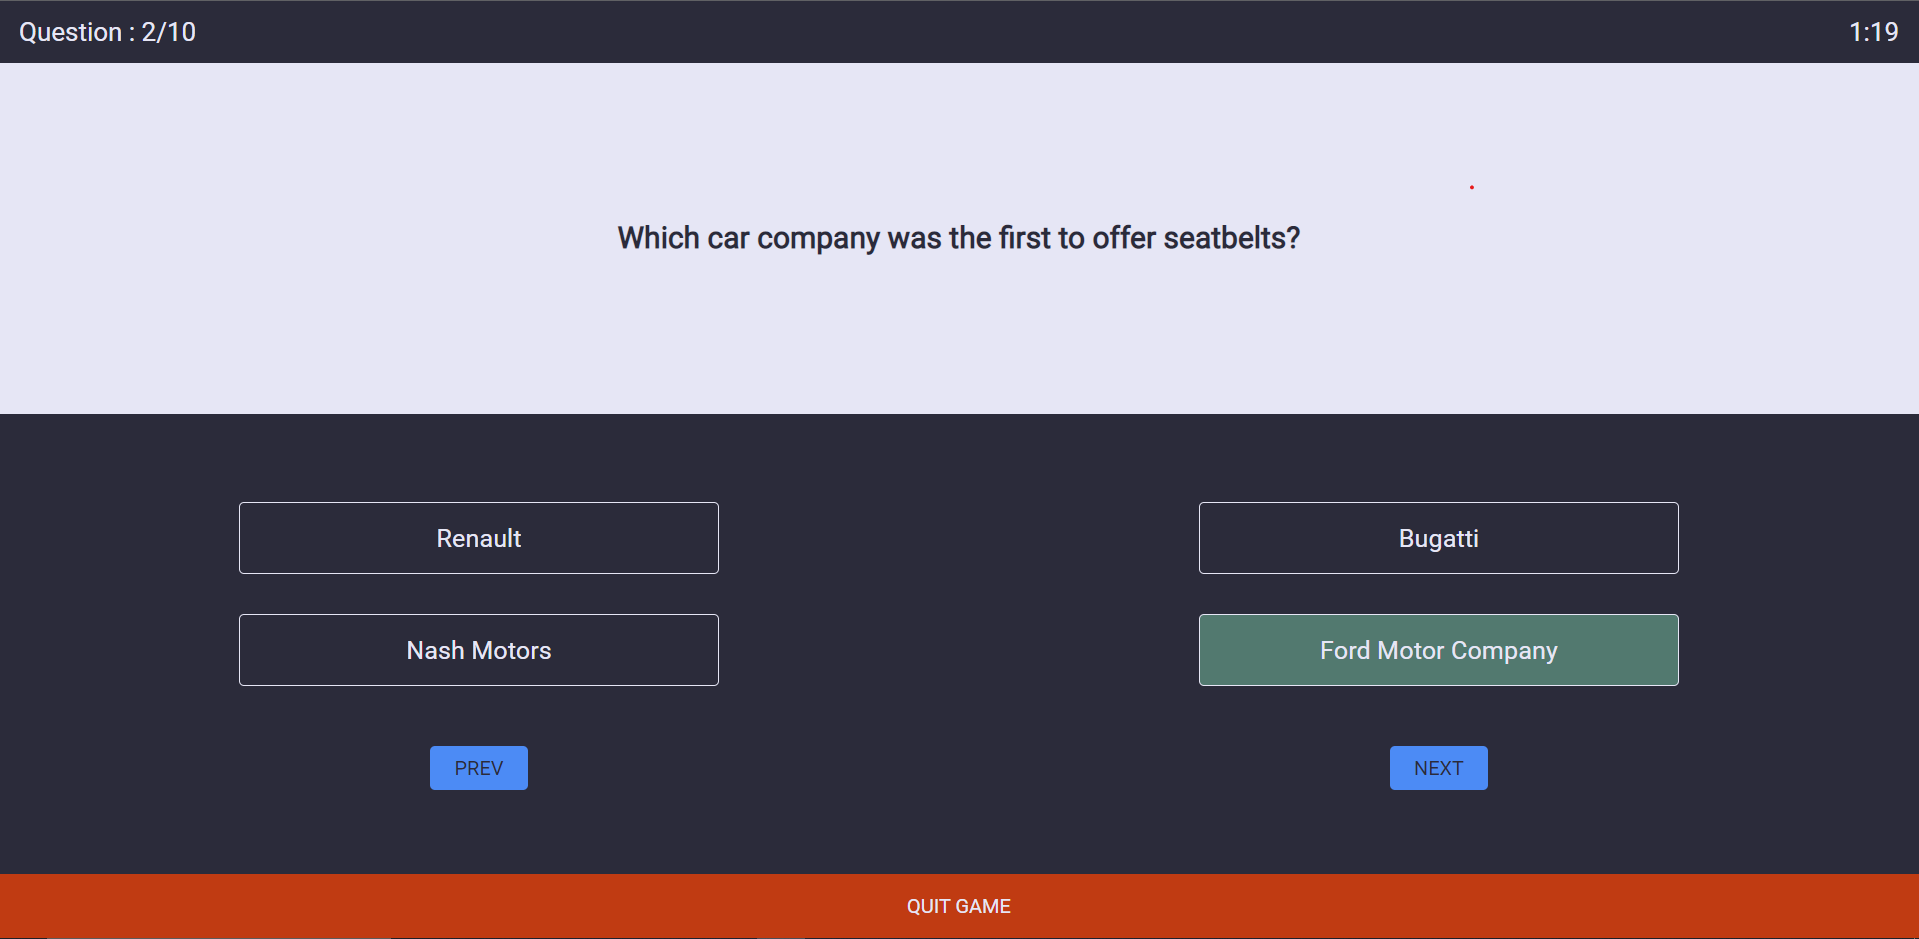 Question : 2/10
1:19
Which car company was the first to offer seatbelts?
Renault
Bugatti
Nash Motors
Ford Motor Company
PREV
NEXT
QUIT GAME